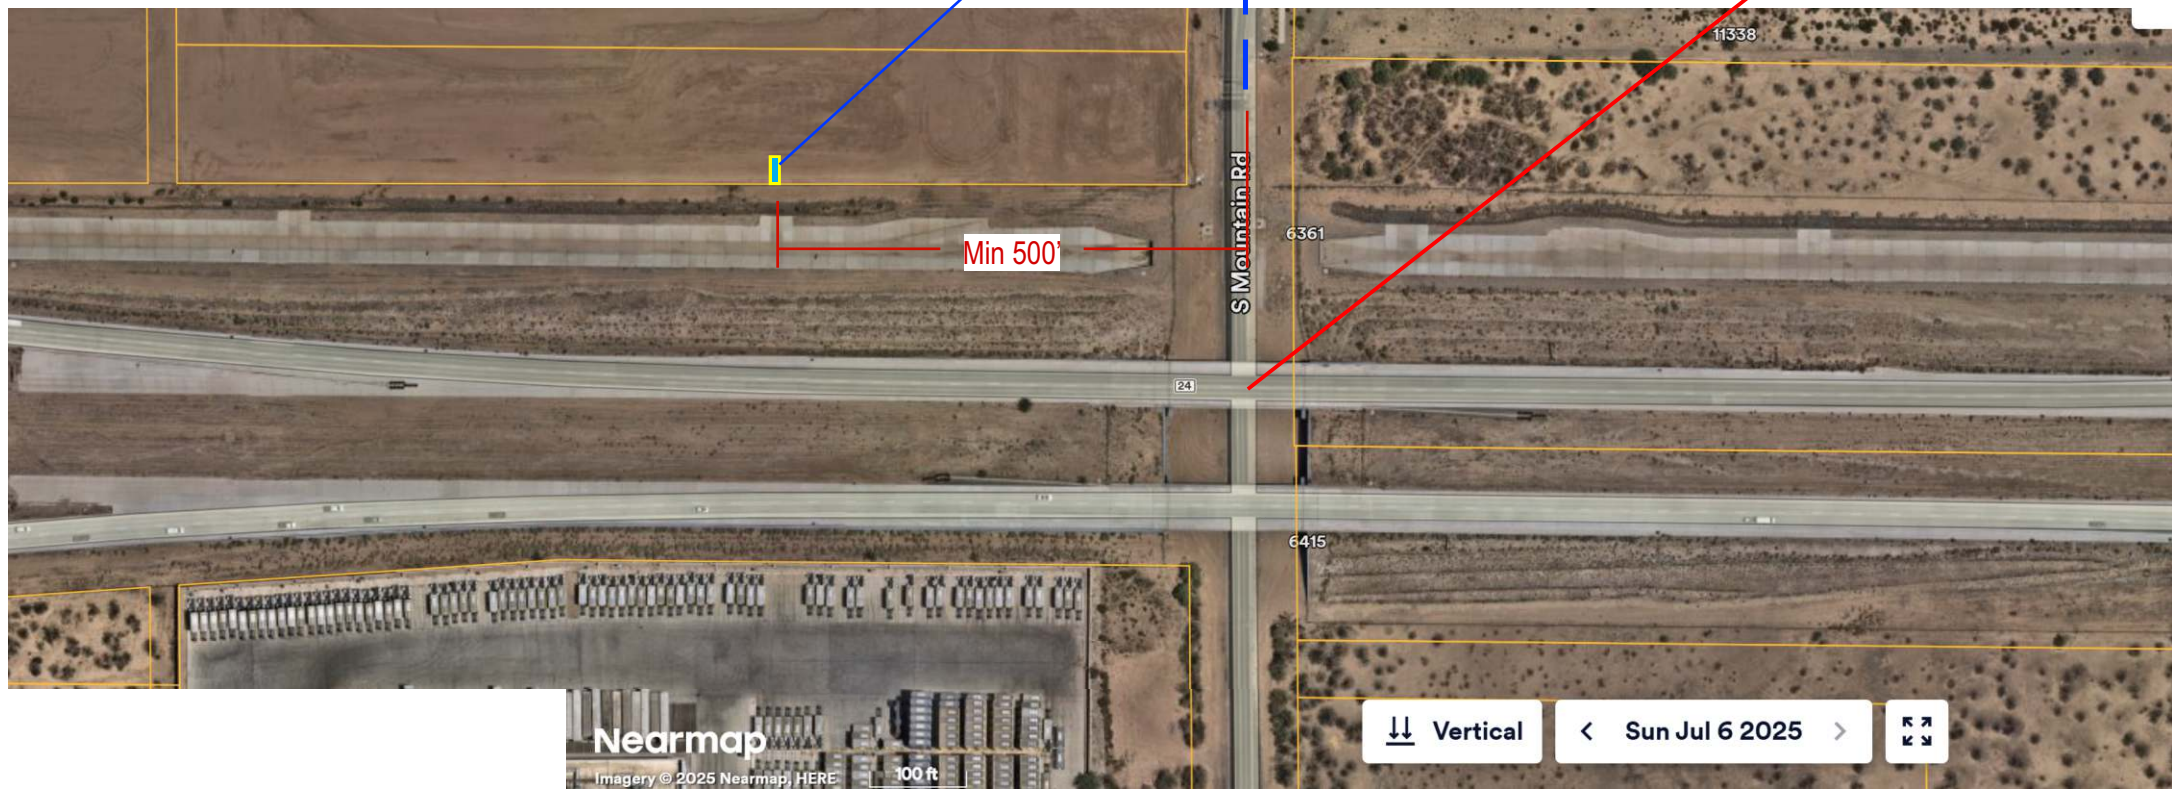 11338
S Mountain Rd
6361
Min 500’
24
6415
Vertical
Sun Jul 6 2025
Nearmap
Imagery © 2025 Nearmap, HERE
100 ft